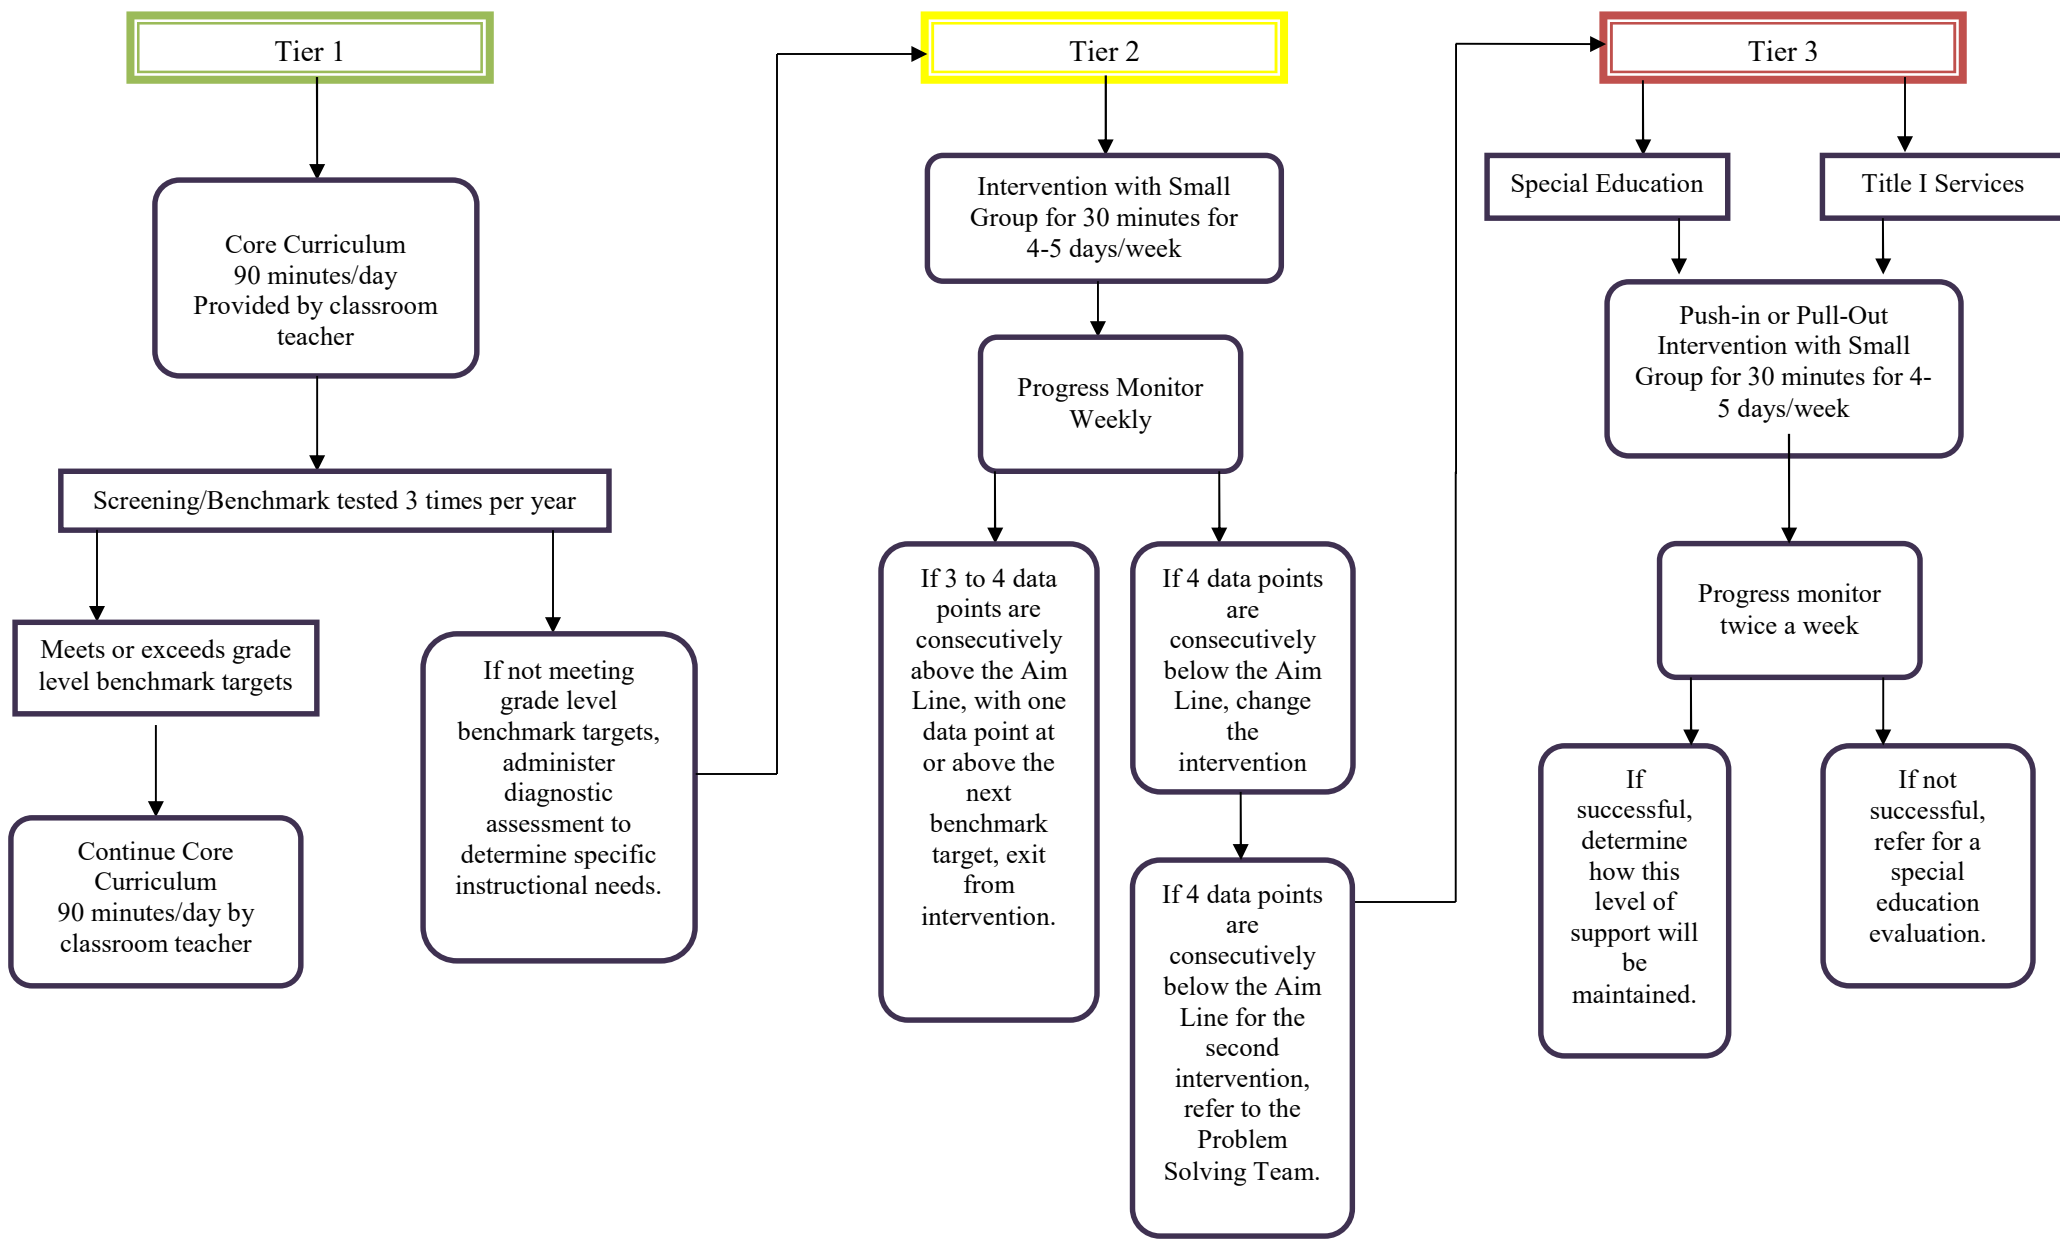 Tier 1
Core Curriculum
90 minutes/day
Provided by classroom
teacher
Screening/Benchmark tested 3 times per year
Meets or exceeds grade
level benchmark targets
Continue Core
Curriculum
90 minutes/day by
classroom teacher
If not meeting
grade level
benchmark targets,
administer
diagnostic
assessment to
determine specific
instructional needs.
Tier 2
Intervention with Small
Group for 30 minutes for
4-5 days/week
Progress Monitor
Weekly
If 3 to 4 data
points are
consecutively
above the Aim
Line, with one
data point at
or above the
next
benchmark
target, exit
from
intervention.
If 4 data points
are
consecutively
below the Aim
Line, change
the
intervention
If 4 data points
are
consecutively
below the Aim
Line for the
second
intervention,
refer to the
Problem
Solving Team.
Tier 3
Special Education
Title I Services
Push-in or Pull-Out
Intervention with Small
Group for 30 minutes for 4-
5 days/week
Progress monitor
twice a week
If
successful,
determine
how this
level of
support will
be
maintained.
If not
successful,
refer for a
special
education
evaluation.